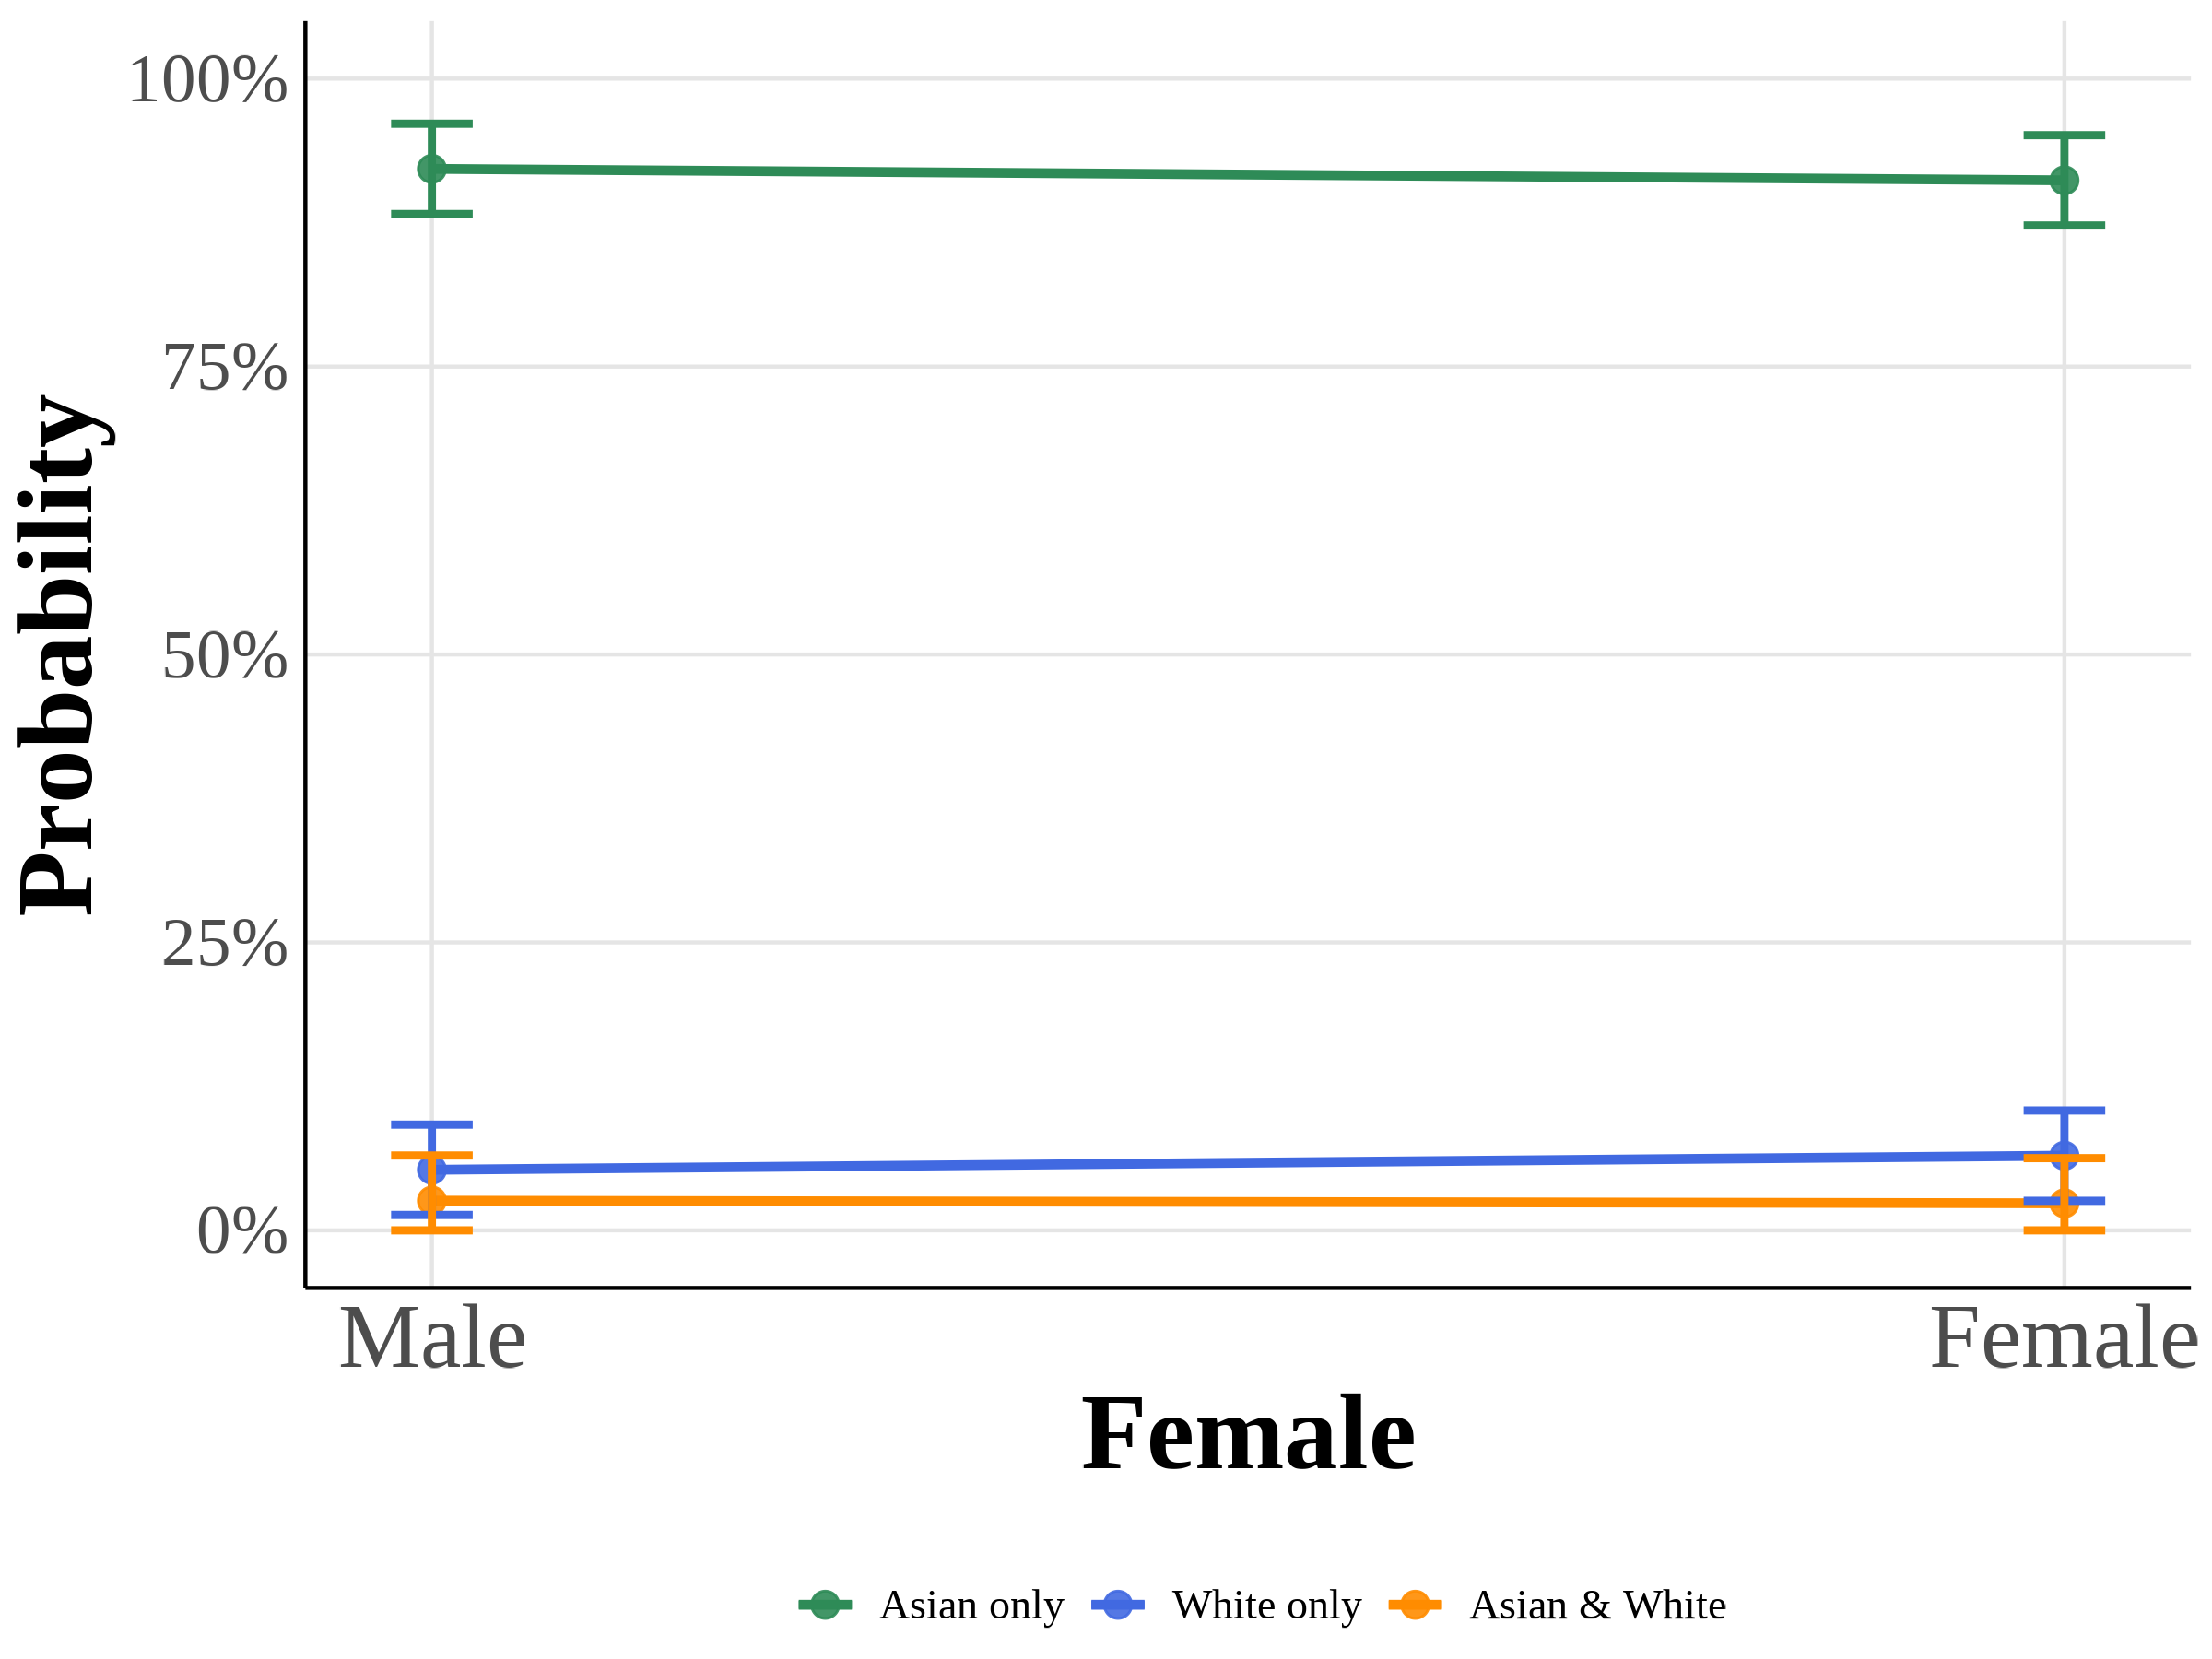 100%
75%
50%
25%
0%
Probability
Male
Female
Female
Asian only
White only
Asian & White